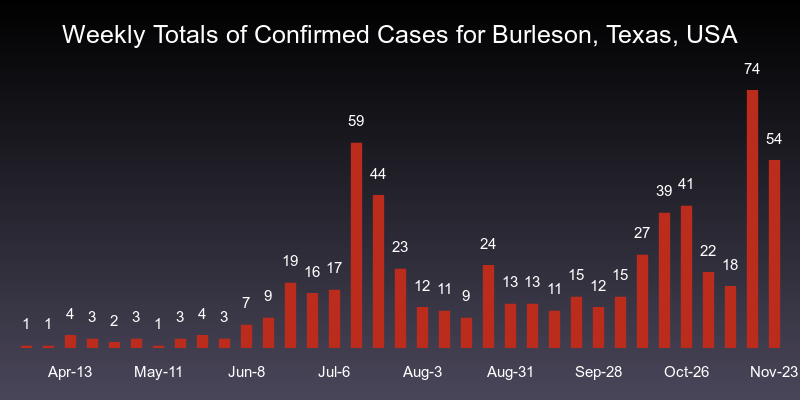 Weekly Totals of Confirmed Cases for Burleson, Texas, USA
1 1 4 3 2 3 1 3 4 3 7 9 19 16 17 59 44 23 12 11 9 24 13 13 11 15 12 15 27 39 41 22 18 74 54
Apr-13 May-11 Jun-8 Jul-6 Aug-3 Aug-31 Sep-28 Oct-26 Nov-23